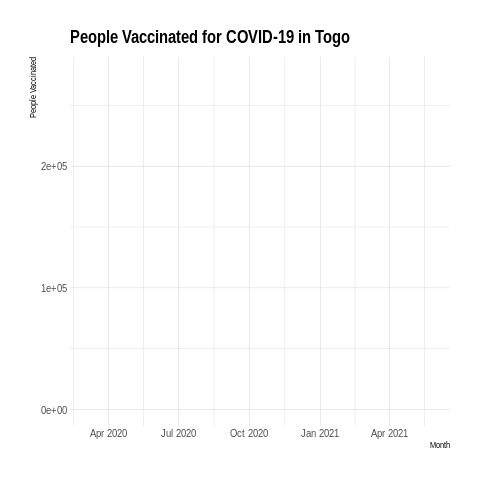 People Vaccinated for COVID-19 in Togo
People Vaccinated
2e+05
1e+05
0e+00
Apr 2020 Jul 2020 Oct 2020 Jan 2021 Apr 2021
Month